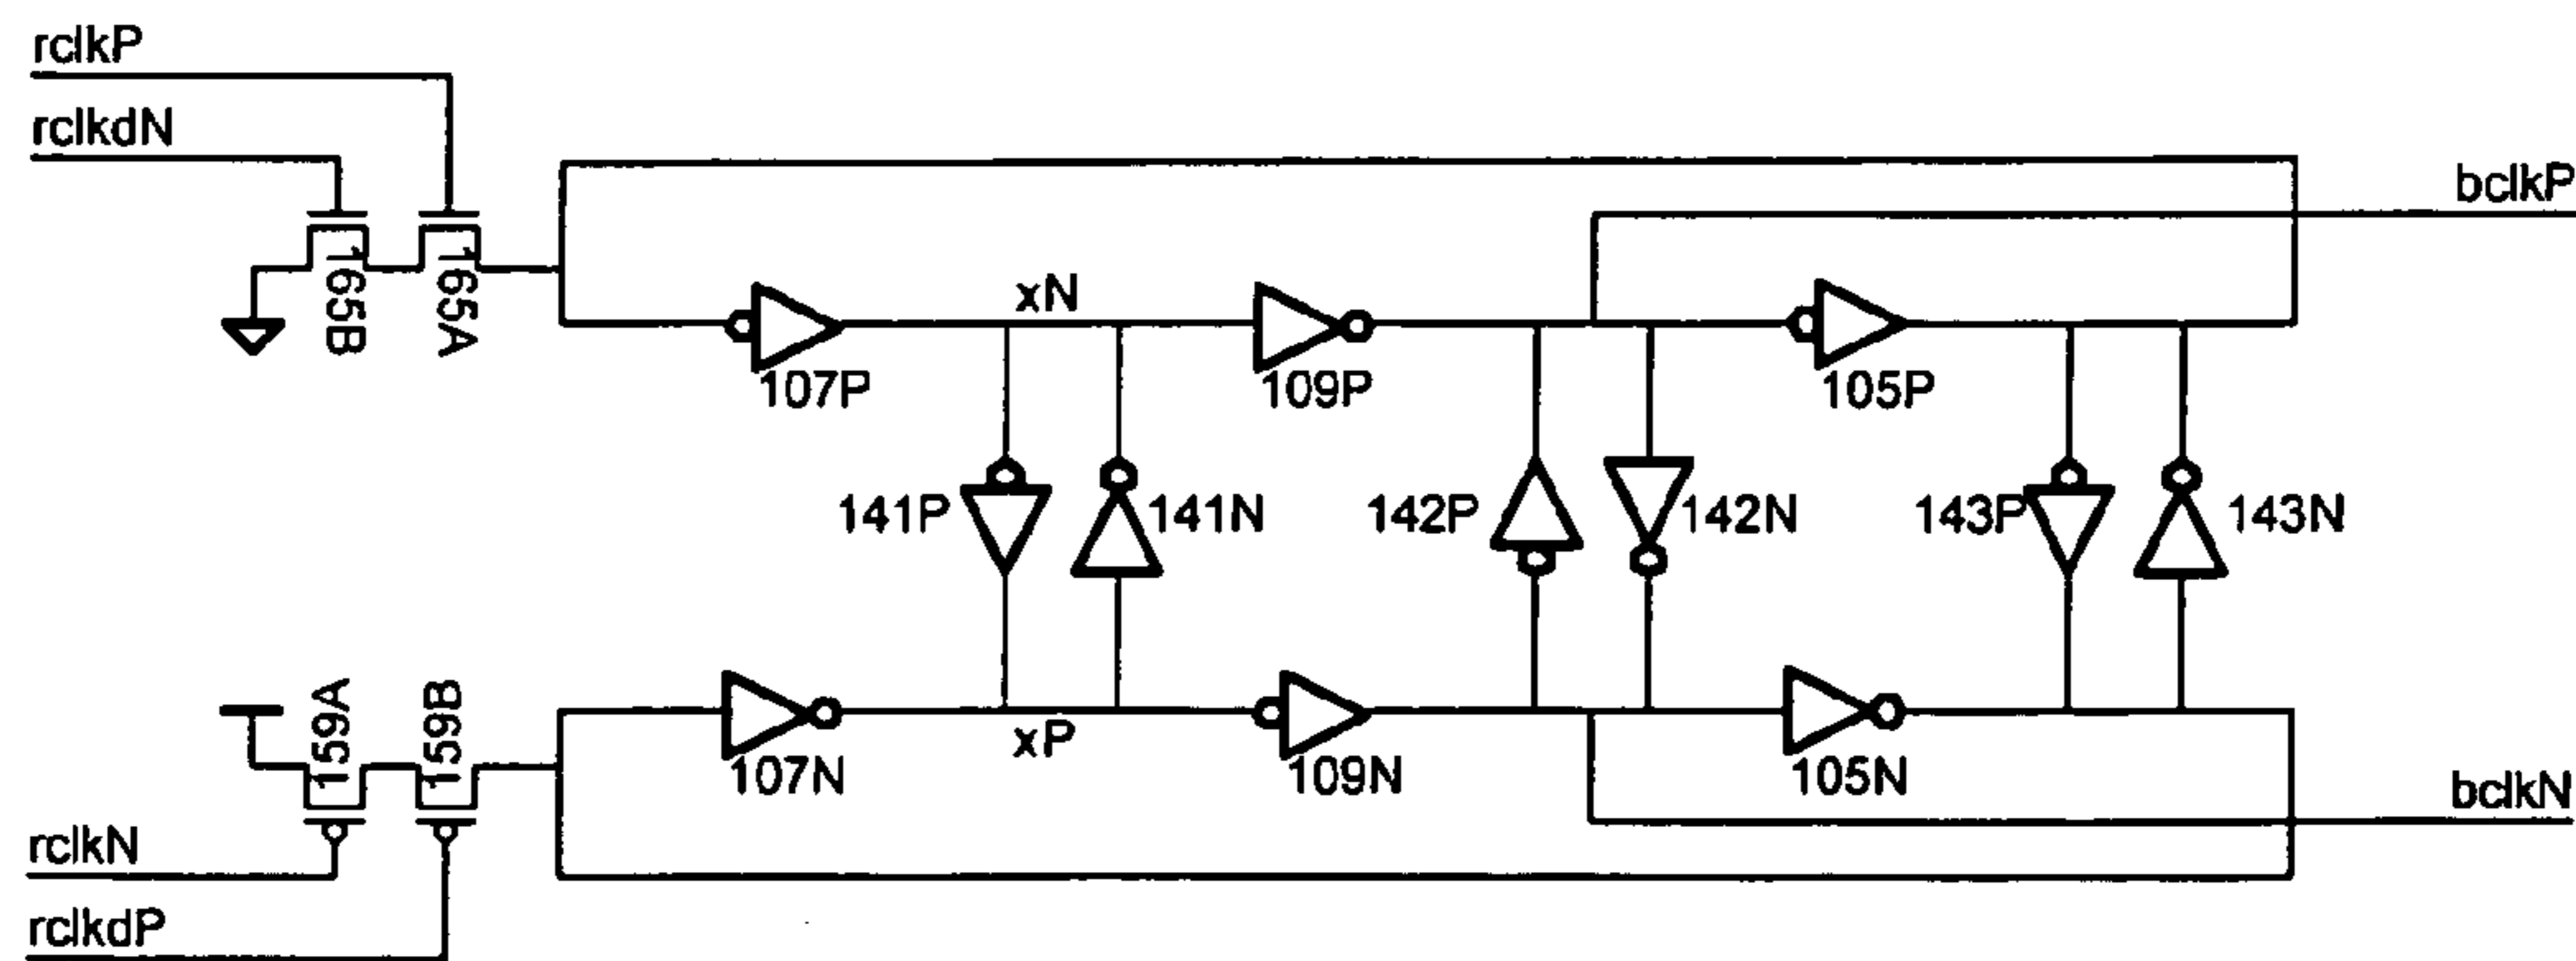 rclkP
rclkdN
bclkP
165B
165A
xN
107P
109P
105P
141P
141N
142P
142N
143P
143N
159A
159B
xP
107N
109N
105N
rclkN
bclkN
rclkdP